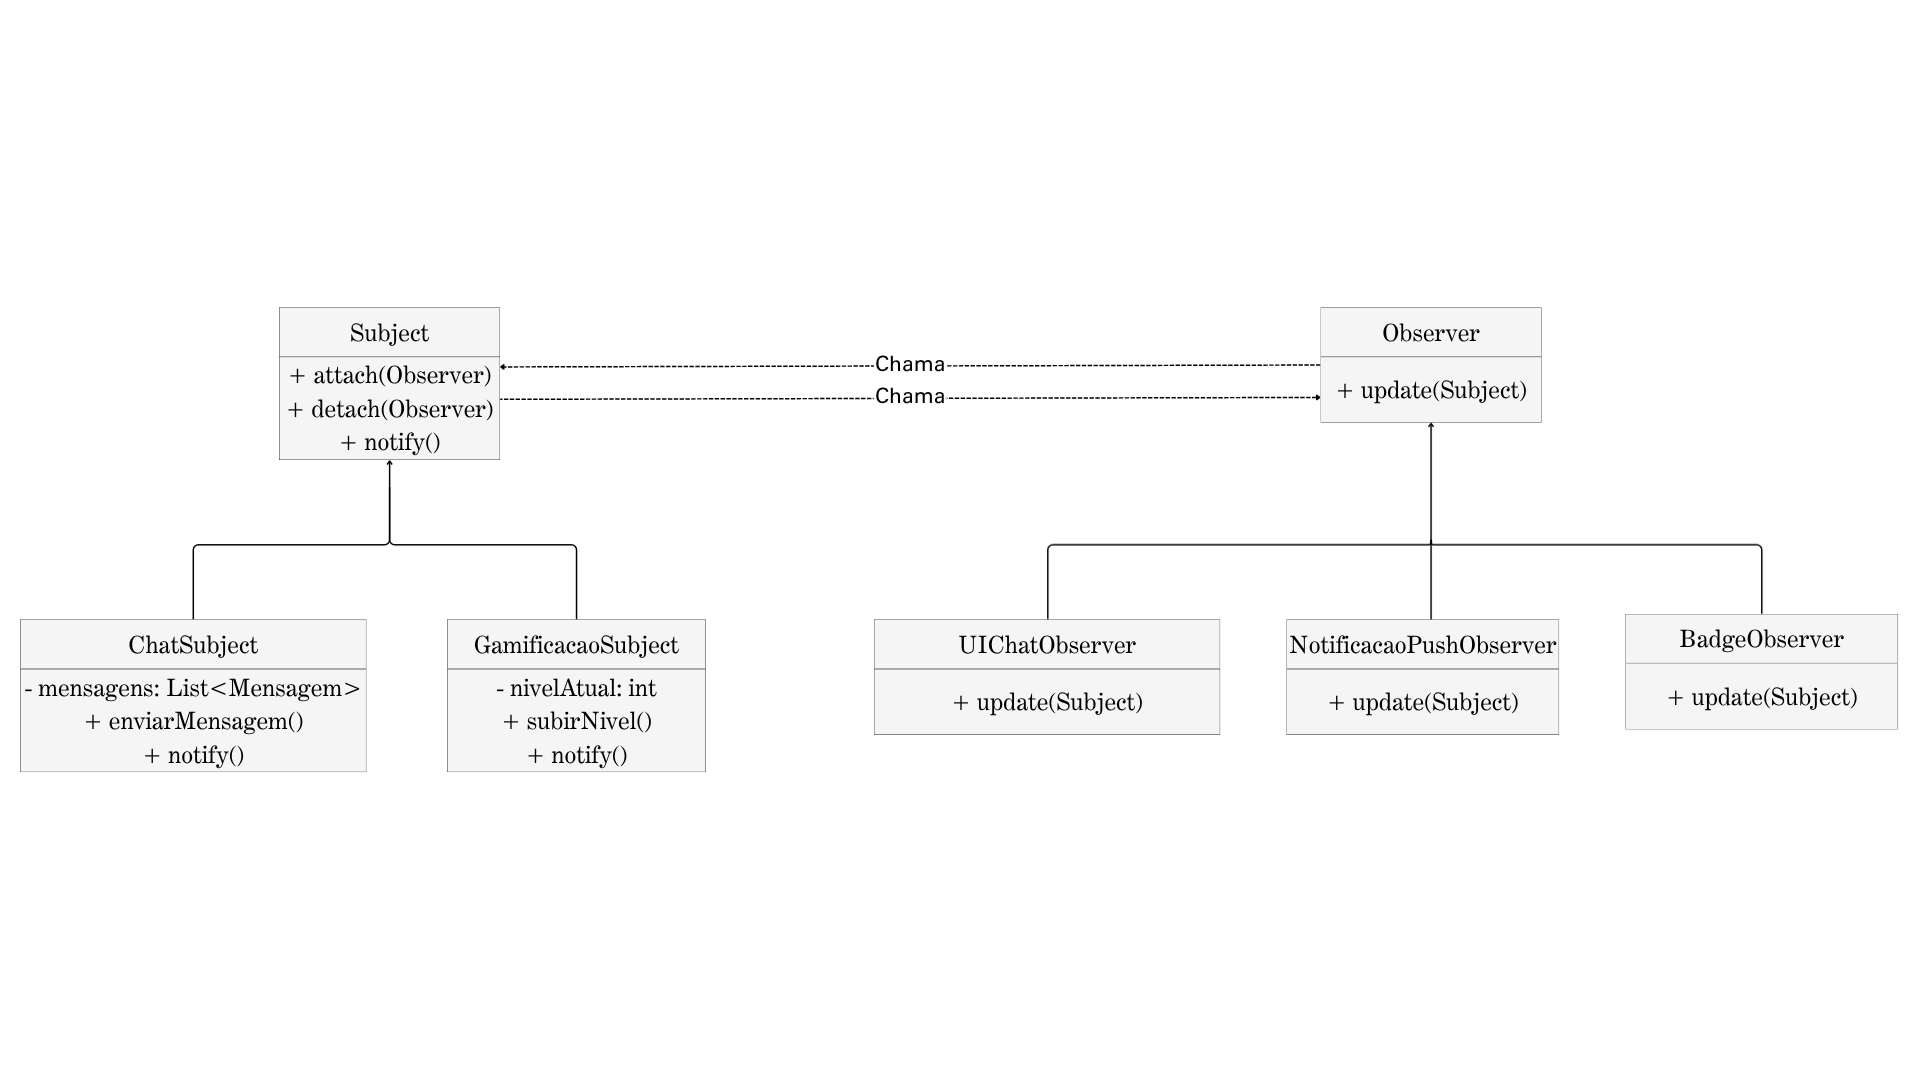 Subject
+ attach(Observer)
+ detach(Observer)
+ notify()
Chama
Chama
Observer
+ update(Subject)
ChatSubject
- mensagens: List<Mensagem>
+ enviarMensagem()
+ notify()
GamificacaoSubject
- nivelAtual: int
+ subirNivel()
+ notify()
UIChatObserver
+ update(Subject)
NotificacaoPushObserver
+ update(Subject)
BadgeObserver
+ update(Subject)